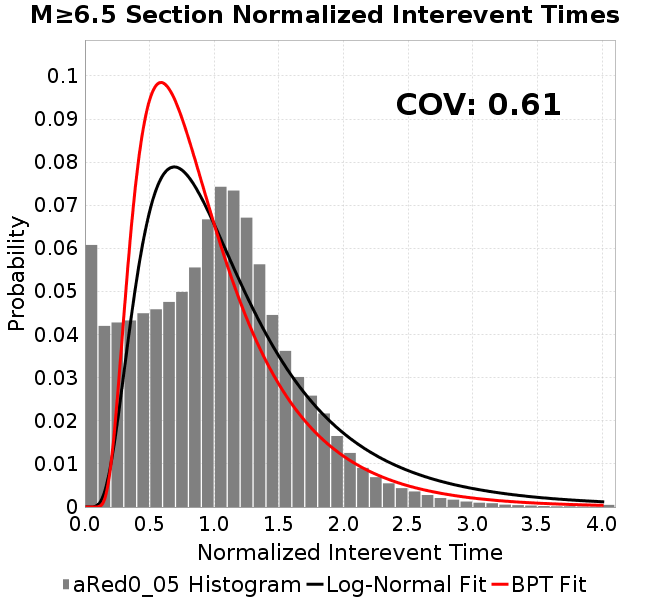 M≥6.5 Section Normalized Interevent Times
COV: 0.61
Probability
0.1
0.09
0.08
0.07
0.06
0.05
0.04
0.03
0.02
0.01
0
0.0 0.5 1.0 1.5 2.0 2.5 3.0 3.5 4.0
Normalized Interevent Time
aRed0_05 Histogram Log-Normal Fit BPT Fit